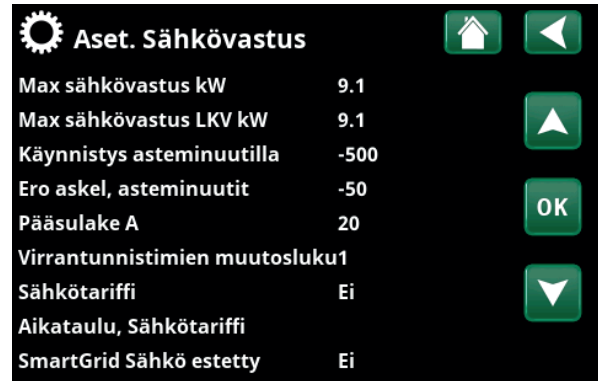 Aset. Sähkövastus
Max sähkövastus kW 9.1
Max sähkövastus LKV kW 9.1
Käynnistys asteminuutilla -500
Ero askel, asteminuutit -50
Pääsulake A 20
Virrantunnistimien muutosluku1
Sähkötariffi Ei
Aikataulu, Sähkötariffi
SmartGrid Sähkö estetty Ei
OK